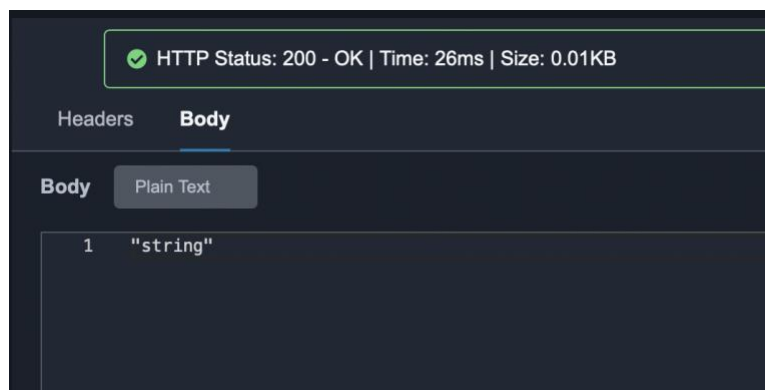 HTTP Status: 200 - OK | Time: 26ms | Size: 0.01KB
Headers Body
Body Plain Text
1 "string"